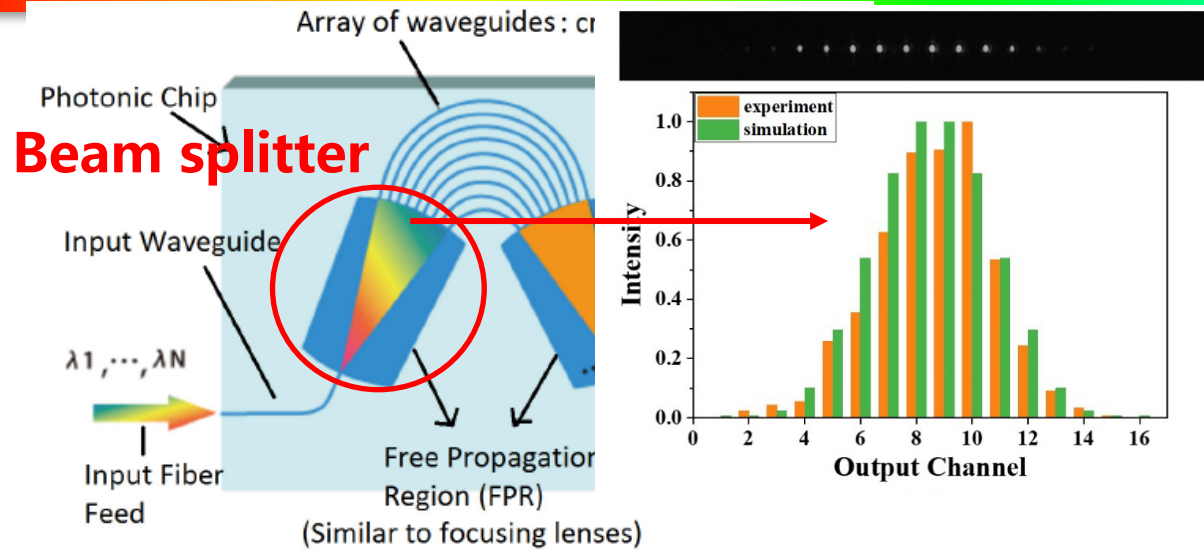 Array of waveguides: cr
Photonic Chip
Beam splitter
Input Waveguide
λ1,···,λN
Input Fiber
Feed
Free Propagation
Region (FPR)
(Similar to focusing lenses)
experiment
simulation
Intensity
1.0
0.8
0.6
0.4
0.2
0.0
0 2 4 6 8 10 12 14 16
Output Channel